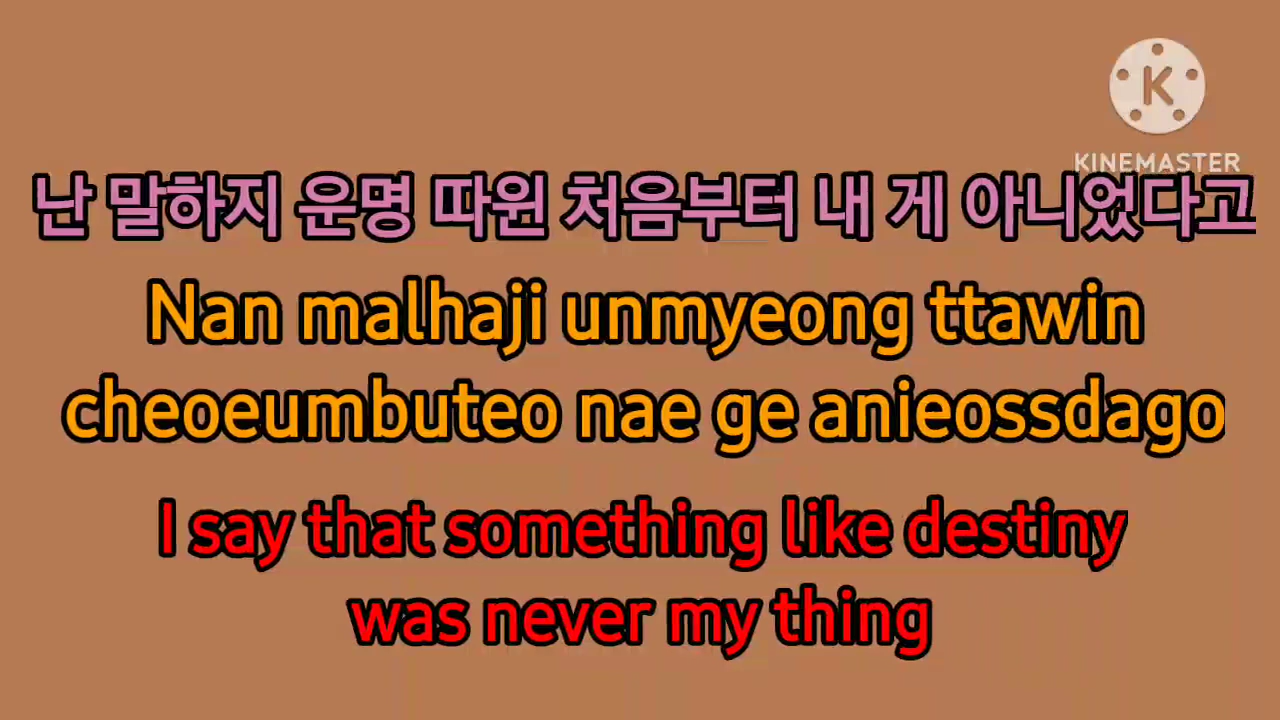 K
KINEMASTER
난 말하지 운명 따윈 처음부터 내 게 아니었다고
Nan malhaji unmyeong ttawin
cheoeumbuteo nae ge anieossdago
I say that something like destiny
was never my thing